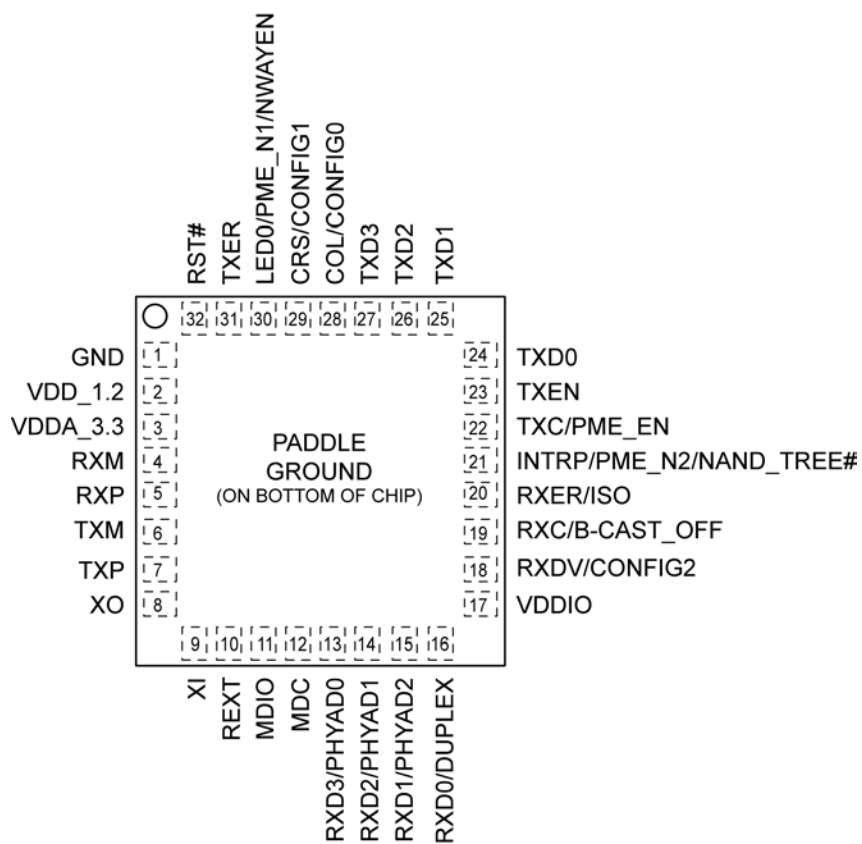 RST#
TXER
LED0/PME_N1/NWAYEN
CRS/CONFIG1
COL/CONFIG0
TXD3
TXD2
TXD1
32
31
30
29
28
27
26
25
GND 1
VDD_1.2 2
VDDA_3.3 3
RXM 4
RXP 5
TXM 6
TXP 7
XO 8
PADDLE
GROUND
(ON BOTTOM OF CHIP)
24 TXD0
23 TXEN
22 TXC/PME_EN
21 INTRP/PME_N2/NAND_TREE#
20 RXER/ISO
19 RXC/B-CAST_OFF
18 RXDV/CONFIG2
17 VDDIO
9
10
11
12
13
14
15
16
XI
REXT
MDIO
MDC
RXD3/PHYAD0
RXD2/PHYAD1
RXD1/PHYAD2
RXD0/DUPLEX